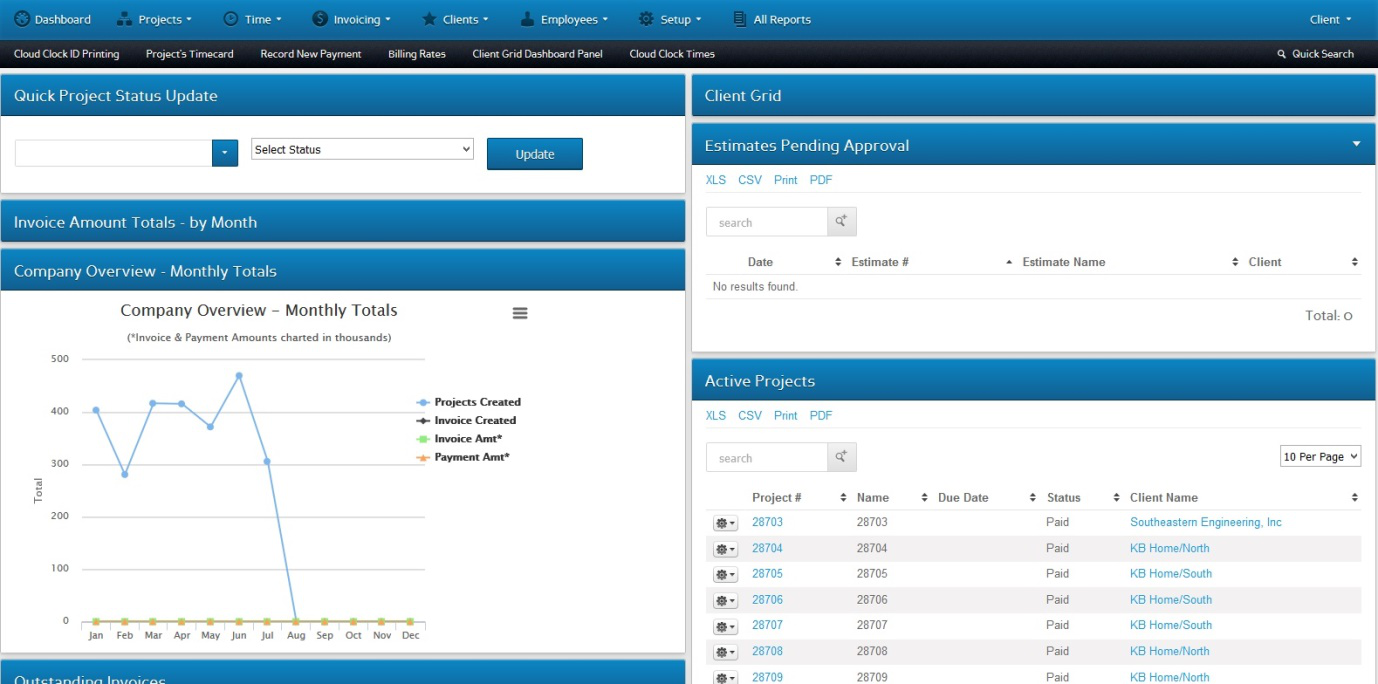 Dashboard Projects Time Invoicing Clients Employees Setup All Reports Client
Cloud Clock ID Printing Project's Timecard Record New Payment Billing Rates Client Grid Dashboard Panel Cloud Clock Times Quick Search
Quick Project Status Update
Select Status Update
Invoice Amount Totals - by Month
Company Overview - Monthly Totals
Company Overview – Monthly Totals
(*Invoice & Payment Amounts charted in thousands)
500
400
300
200
100
0
Total
Jan Feb Mar Apr May Jun Jul Aug Sep Oct Nov Dec
Projects Created
Invoice Created
Invoice Amt*
Payment Amt*
Outstanding Invoices
Client Grid
Estimates Pending Approval
XLS CSV Print PDF
search
Date Estimate # Estimate Name Client
No results found.
Total: 0
Active Projects
XLS CSV Print PDF
search 10 Per Page
Project # Name Due Date Status Client Name
28703 28703 Paid Southeastern Engineering, Inc
28704 28704 Paid KB Home/North
28705 28705 Paid KB Home/South
28706 28706 Paid KB Home/South
28707 28707 Paid KB Home/South
28708 28708 Paid KB Home/North
28709 28709 Paid KB Home/North